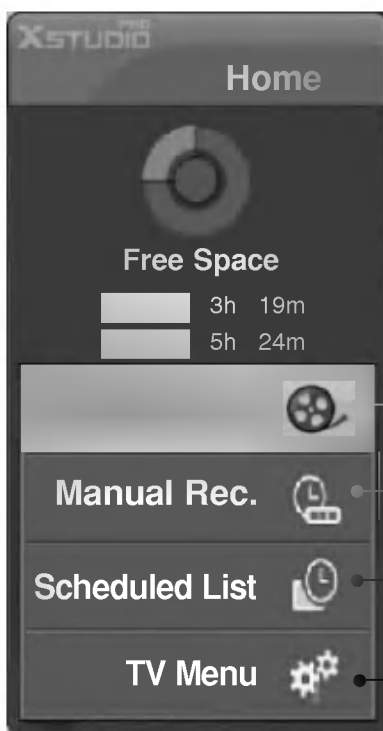 XSTUDIO PRO
Home
Free Space
3h 19m
5h 24m
Manual Rec.
Scheduled List
TV Menu